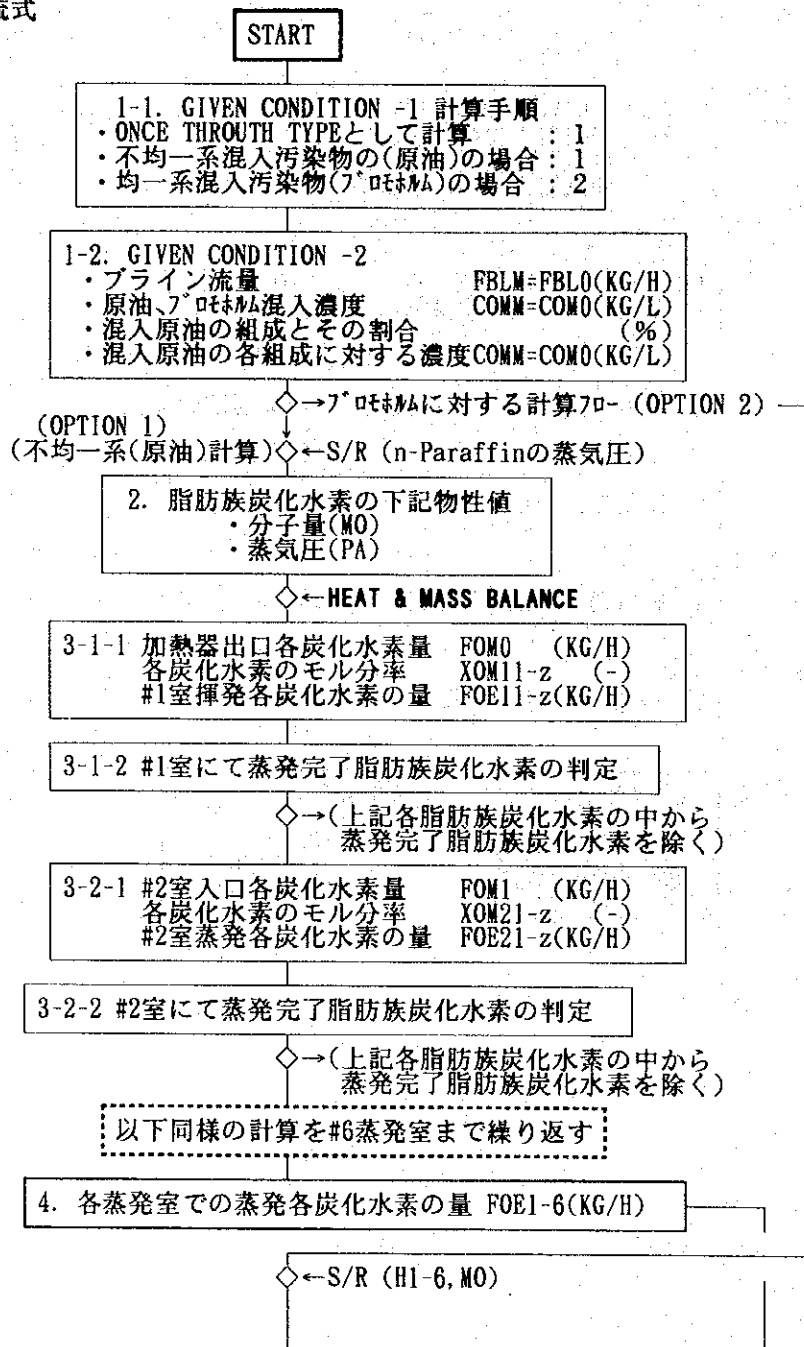 流式
START
1-1. GIVEN CONDITION -1 計算手順
・ONCE THROUTH TYPEとして計算 : 1
・不均一系混入汚染物の(原油)の場合: 1
・均一系混入汚染物(ブロモホルム)の場合 : 2
1-2. GIVEN CONDITION -2
・ブライン流量 FBLM=FBL0(KG/H)
・原油、ブロモホルム混入濃度 COMM=COM0(KG/L)
・混入原油の組成とその割合 (%)
・混入原油の各組成に対する濃度COMM=COM0(KG/L)
◇→ブロモホルムに対する計算フロー (OPTION 2)
(OPTION 1)
(不均一系(原油)計算)◇←S/R (n-Paraffinの蒸気圧)
2. 脂肪族炭化水素の下記物性値
・分子量(MO)
・蒸気圧(PA)
◇←HEAT & MASS BALANCE
3-1-1 加熱器出口各炭化水素量 FOM0 (KG/H)
各炭化水素のモル分率 XOM11-z (-)
#1室揮発各炭化水素の量 FOE11-z(KG/H)
3-1-2 #1室にて蒸発完了脂肪族炭化水素の判定
◇→(上記各脂肪族炭化水素の中から
蒸発完了脂肪族炭化水素を除く)
3-2-1 #2室入口各炭化水素量 FOM1 (KG/H)
各炭化水素のモル分率 XOM21-z (-)
#2室蒸発各炭化水素の量 FOE21-z(KG/H)
3-2-2 #2室にて蒸発完了脂肪族炭化水素の判定
◇→(上記各脂肪族炭化水素の中から
蒸発完了脂肪族炭化水素を除く)
以下同様の計算を#6蒸発室まで繰り返す
4. 各蒸発室での蒸発各炭化水素の量 FOE1-6(KG/H)
◇←S/R (H1-6,MO)